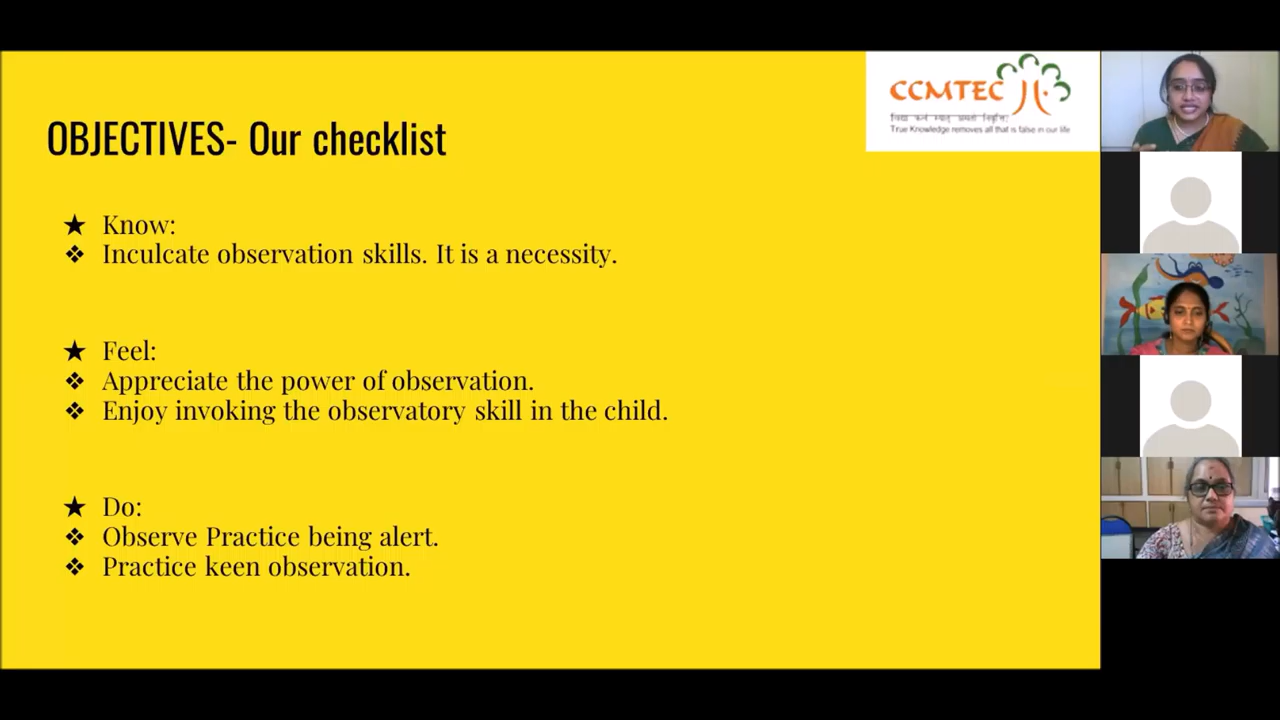 CCMTEC
True Knowledge removes all that is false in our life
OBJECTIVES- Our checklist
★ Know:
❖ Inculcate observation skills. It is a necessity.
★ Feel:
❖ Appreciate the power of observation.
❖ Enjoy invoking the observatory skill in the child.
★ Do:
❖ Observe Practice being alert.
❖ Practice keen observation.